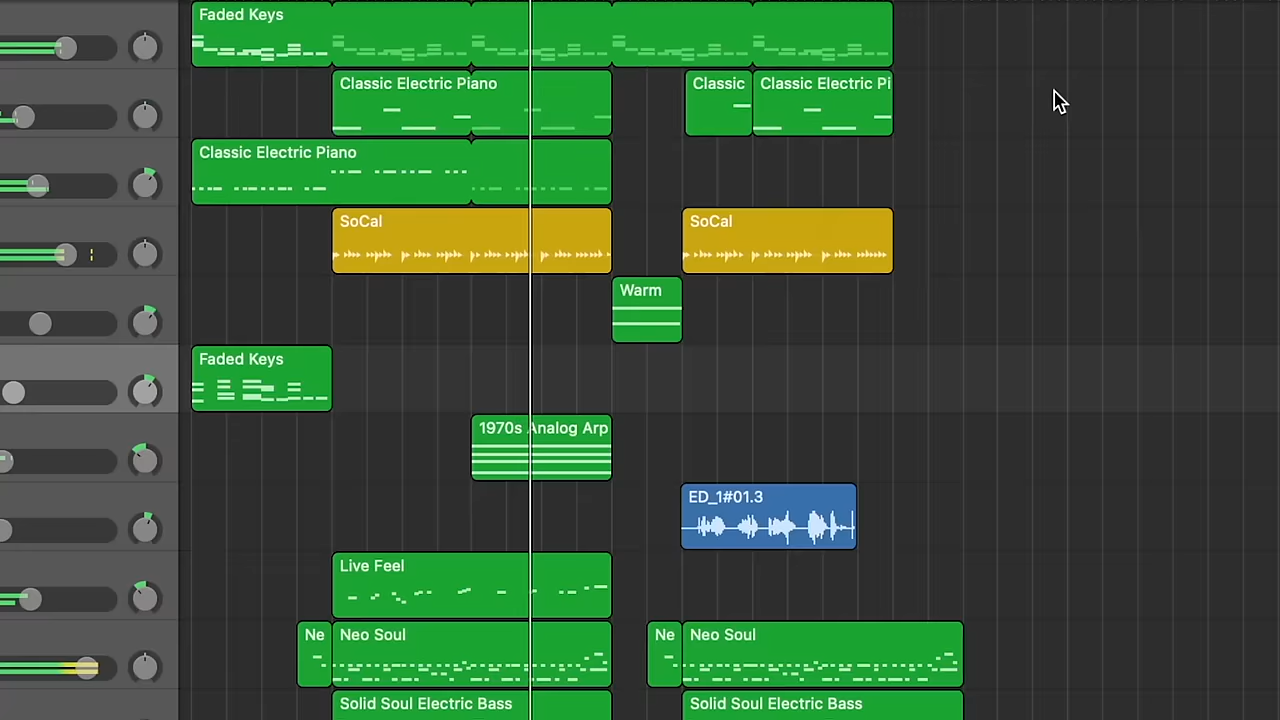 Faded Keys
Classic Electric Piano
Classic
Classic Electric Pi
Classic Electric Piano
SoCal
SoCal
Warm
Faded Keys
1970s Analog Arp
ED_1#01.3
Live Feel
Ne
Neo Soul
Ne
Neo Soul
Solid Soul Electric Bass
Solid Soul Electric Bass